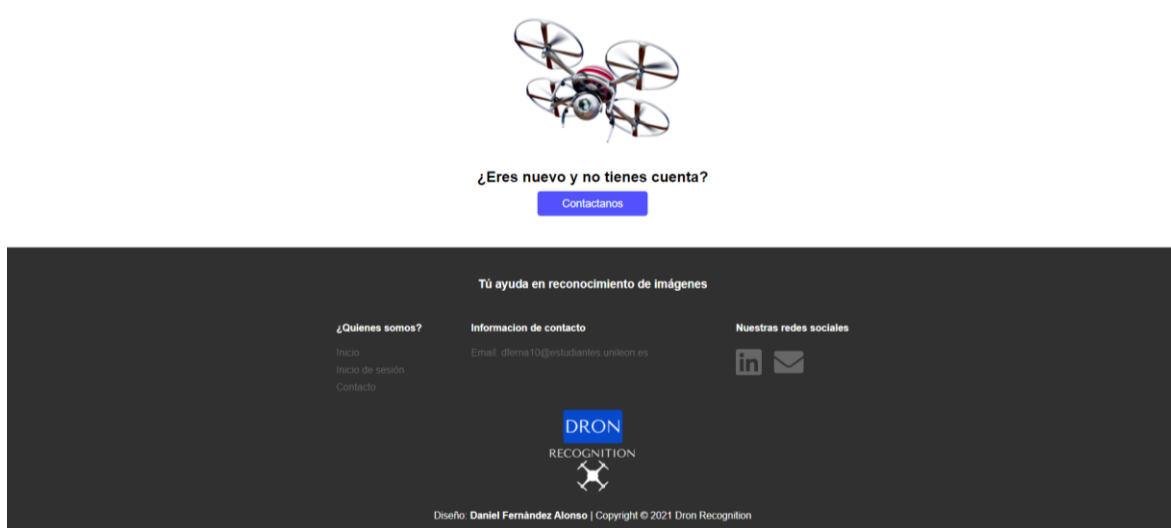 ¿Eres nuevo y no tienes cuenta?
Contactanos
Tú ayuda en reconocimiento de imágenes
¿Quienes somos?
Inicio
Inicio de sesión
Contacto
Informacion de contacto
Email: dferna10@estudiantes.unileon.es
Nuestras redes sociales
in
DRON
RECOGNITION
Diseño: Daniel Fernández Alonso | Copyright © 2021 Dron Recognition